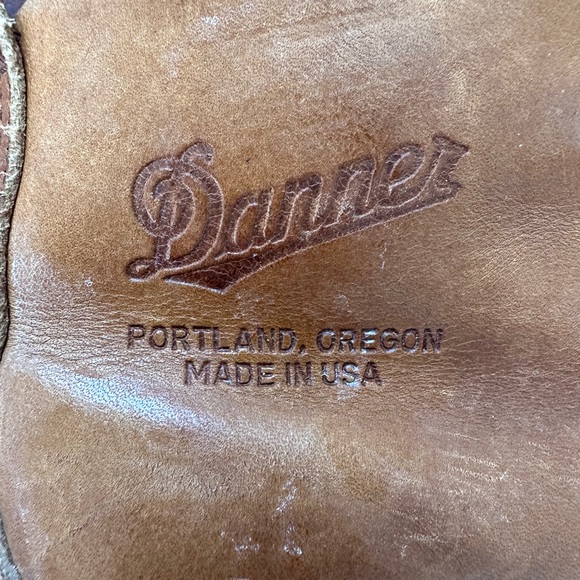 Danner
PORTLAND, OREGON
MADE IN USA